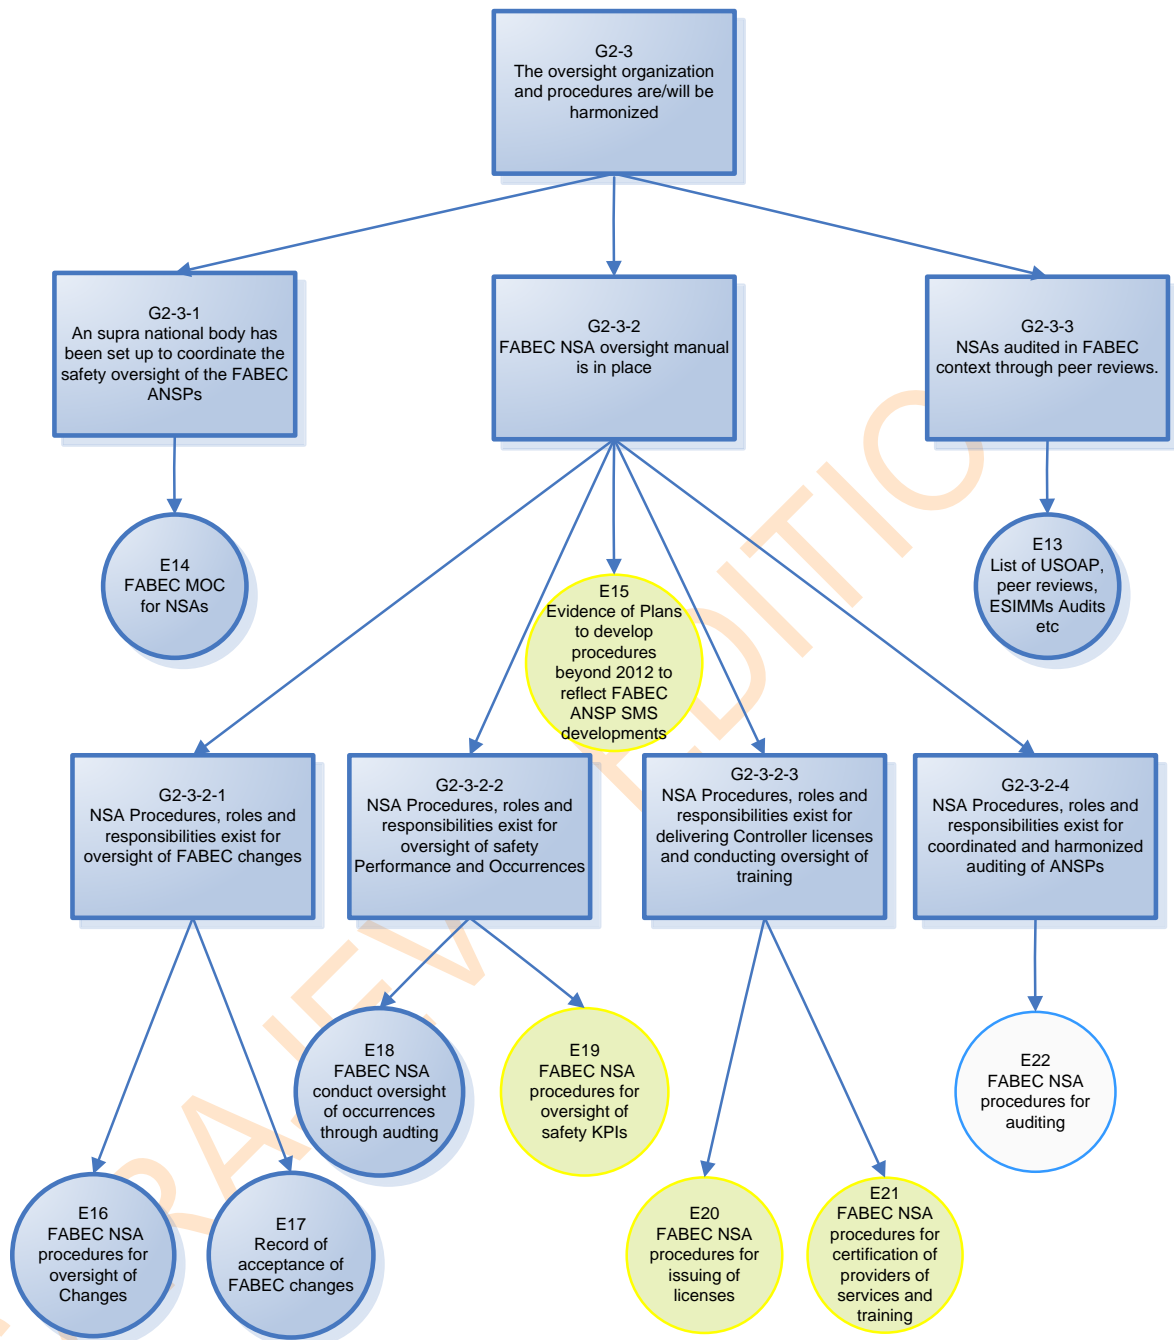 G2-3
The oversight organization
and procedures are/will be
harmonized
G2-3-1
An supra national body has
been set up to coordinate the
safety oversight of the FABEC
ANSPs
G2-3-2
FABEC NSA oversight manual
is in place
G2-3-3
NSAs audited in FABEC
context through peer reviews.
E14
FABEC MOC
for NSAs
E15
Evidence of Plans
to develop
procedures
beyond 2012 to
reflect FABEC
ANSP SMS
developments
E13
List of USOAP,
peer reviews,
ESIMMs Audits
etc
G2-3-2-1
NSA Procedures, roles and
responsibilities exist for
oversight of FABEC changes
G2-3-2-2
NSA Procedures, roles and
responsibilities exist for
oversight of safety
Performance and Occurrences
G2-3-2-3
NSA Procedures, roles and
responsibilities exist for
delivering Controller licenses
and conducting oversight of
training
G2-3-2-4
NSA Procedures, roles and
responsibilities exist for
coordinated and harmonized
auditing of ANSPs
E18
FABEC NSA
conduct oversight
of occurrences
through audting
E19
FABEC NSA
procedures for
oversight of
safety KPIs
E22
FABEC NSA
procedures for
auditing
E16
FABEC NSA
procedures for
oversight of
Changes
E17
Record of
acceptance of
FABEC changes
E20
FABEC NSA
procedures for
issuing of
licenses
E21
FABEC NSA
procedures for
certification of
providers of
services and
training